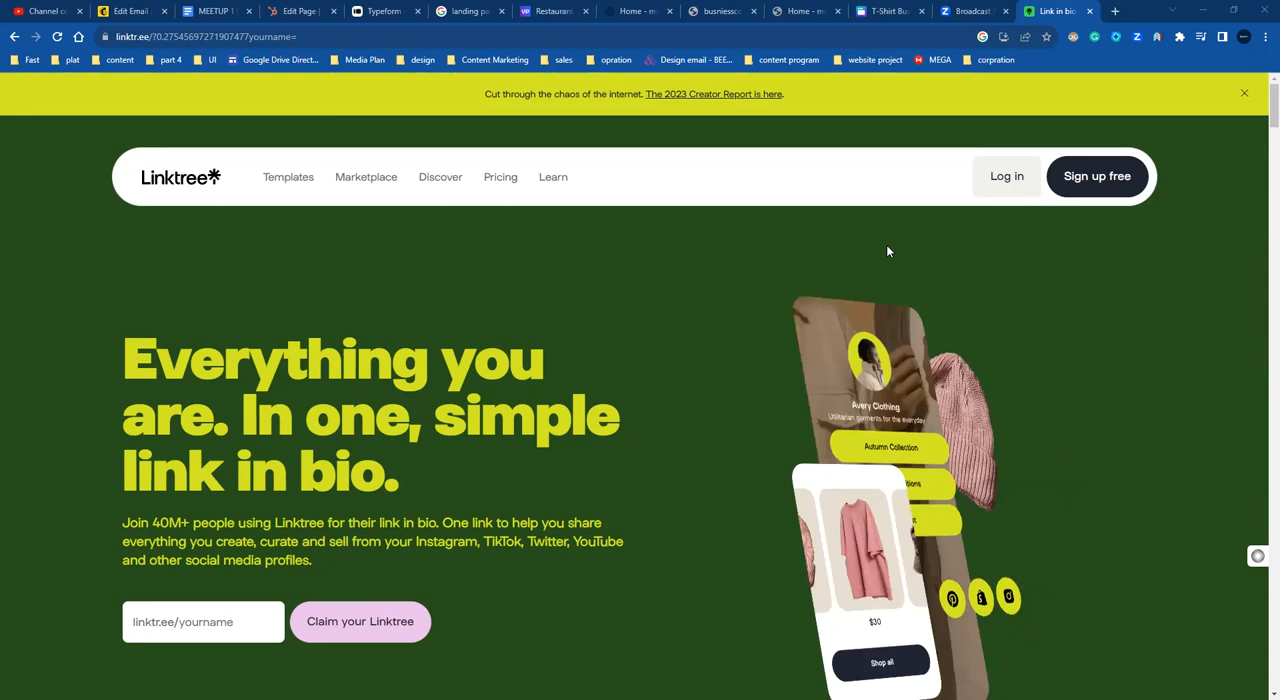 Channel co
Edit Email
MEETUP 1
Edit Page
Typeform
landing pa
Restauran
Home - m
busniessco
Home - m
T-Shirt Bu
Broadcast
Link in bio
linktr.ee/?0.2754569727190747?yourname=
Fast
plat
content
part 4
UI
Google Drive Direct...
Media Plan
design
Content Marketing
sales
opration
Design email - BEE...
content program
website project
MEGA
corpration
Cut through the chaos of the internet. The 2023 Creator Report is here.
Linktree
Templates
Marketplace
Discover
Pricing
Learn
Log in
Sign up free
Everything you
are. In one, simple
link in bio.
Join 40M+ people using Linktree for their link in bio. One link to help you share
everything you create, curate and sell from your Instagram, TikTok, Twitter, YouTube
and other social media profiles.
linktr.ee/yourname
Claim your Linktree
Avery Clothing
Utilitarian garments for the everyday
Autumn Collection
$30
Shop all